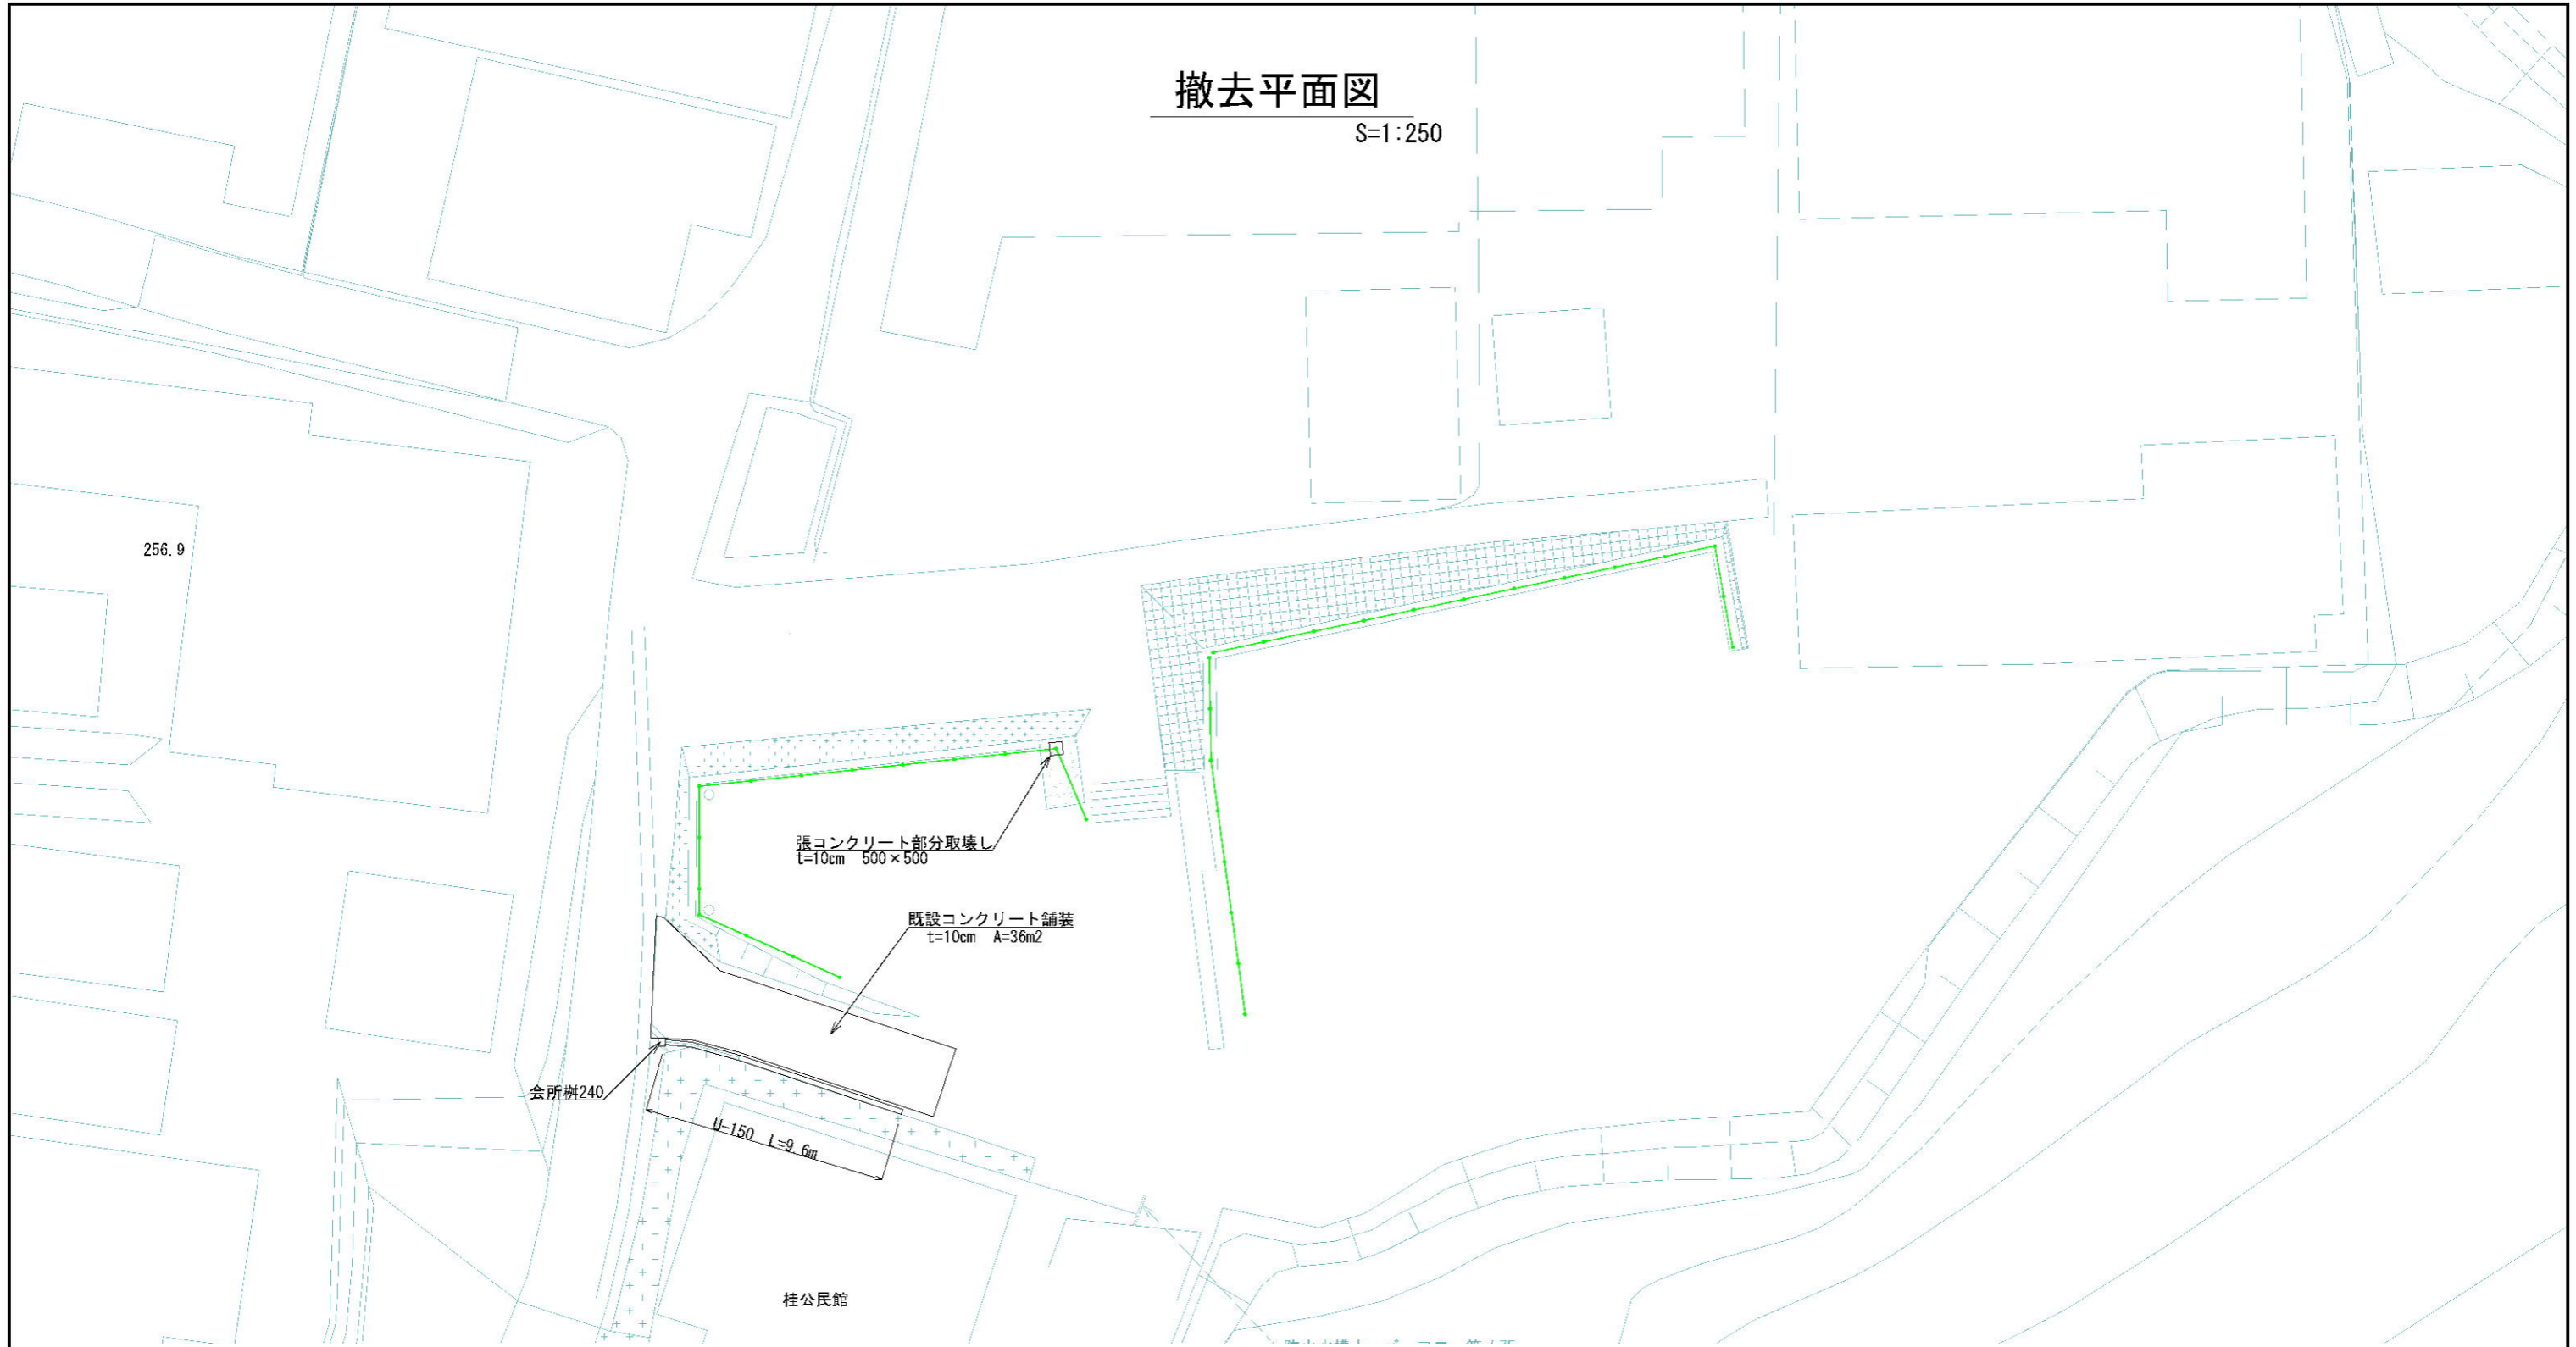 撤去平面図
S=1:250
256.9
張コンクリート部分取壊し
t=10cm 500×500
既設コンクリート舗装
t=10cm A=36m2
会所桝240
U-150 L=9.6m
桂公民館